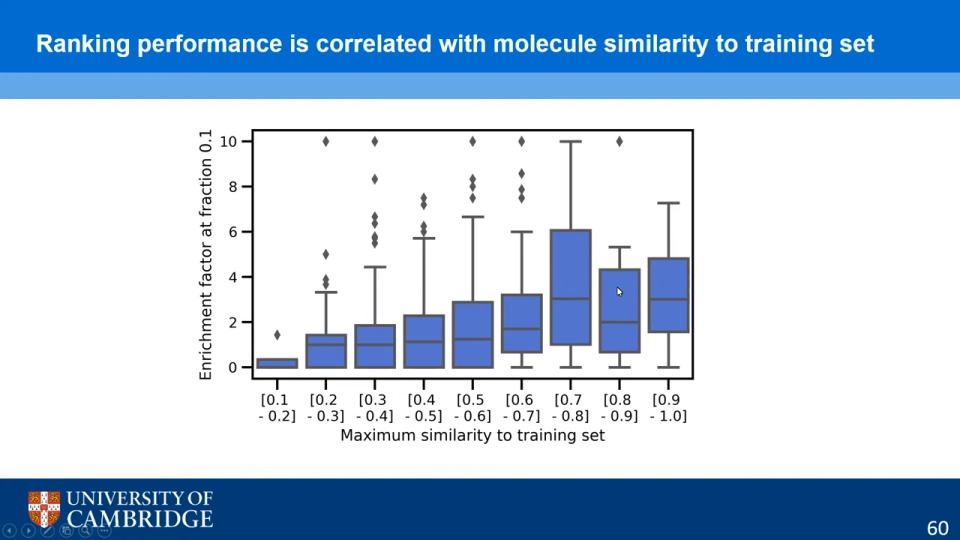 Ranking performance is correlated with molecule similarity to training set
Enrichment factor at fraction 0.1
10
8
6
4
2
0
[0.1 [0.2 [0.3 [0.4 [0.5 [0.6 [0.7 [0.8 [0.9
- 0.2] - 0.3] - 0.4] - 0.5] - 0.6] - 0.7] - 0.8] - 0.9] - 1.0]
Maximum similarity to training set
UNIVERSITY OF
CAMBRIDGE
60